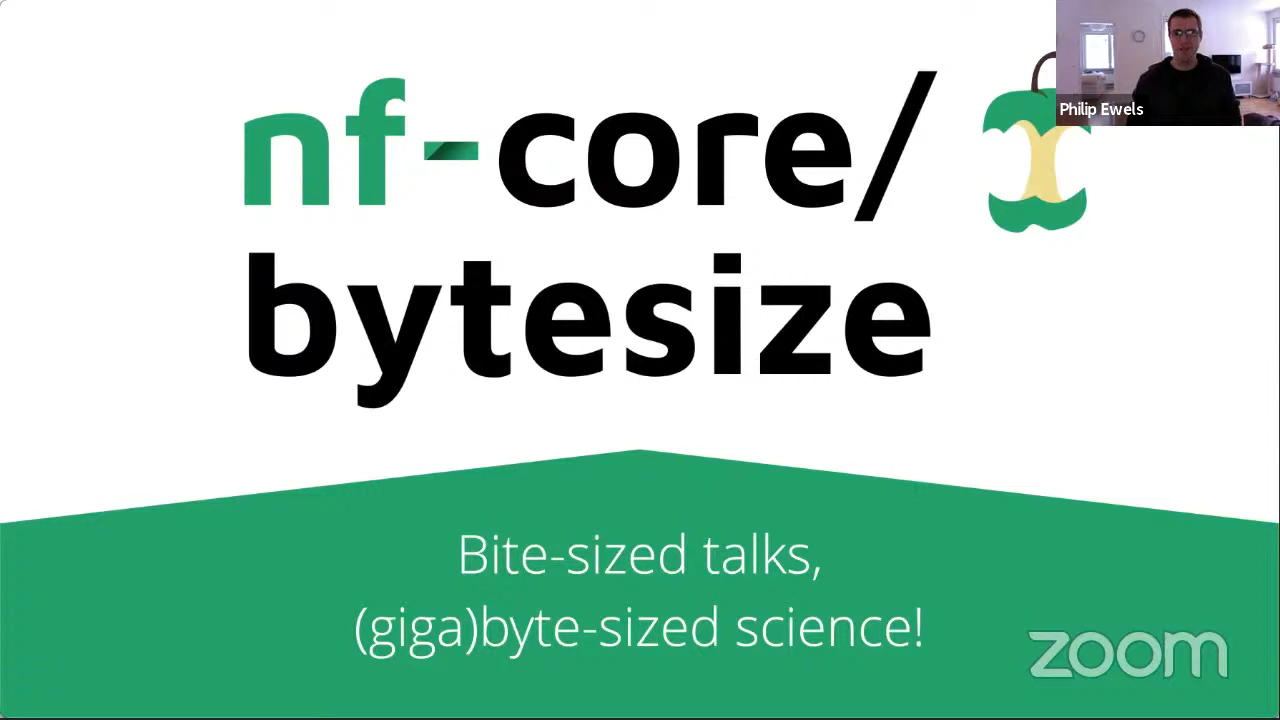 nf-core/
bytesize
Philip Ewels
Bite-sized talks,
(giga)byte-sized science!
zoom